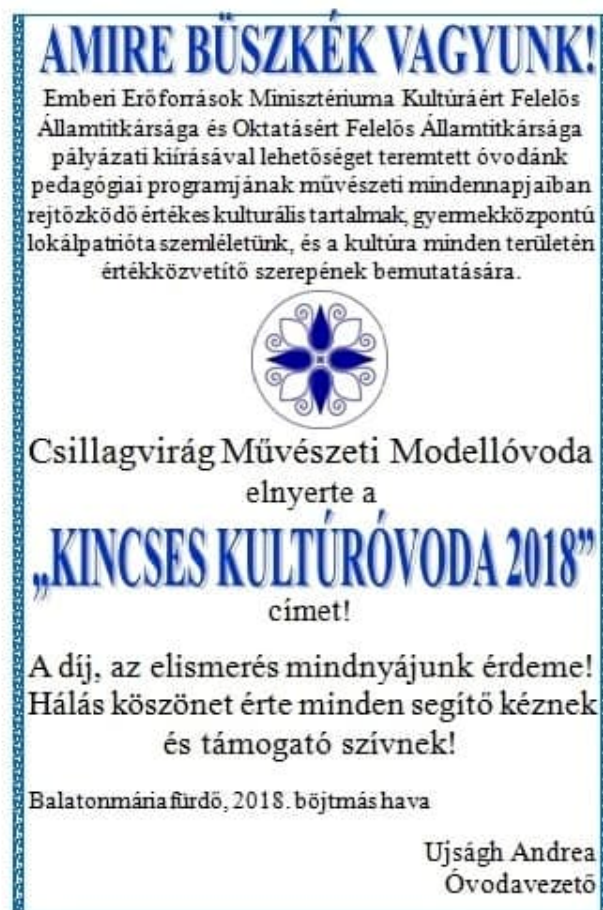 AMIRE BÜSZKÉK VAGYUNK!
Emberi Erőforrások Minisztériuma Kultúráért Felelős
Államtitkársága és Oktatásért Felelős Államtitkársága
pályázati kiírásával lehetőséget teremtett óvodánk
pedagógiai programjának művészeti mindennapjaiban
rejtőzködő értékes kulturális tartalmak, gyermekközpontú
lokálpatrióta szemléletünk, és a kultúra minden területén
értékközvetítő szerepének bemutatására.
Csillagvirág Művészeti Modellóvoda
elnyerte a
„KINCSES KULTÚRÓVODA 2018”
címet!
A díj, az elismerés mindnyájunk érdeme!
Hálás köszönet érte minden segítő kéznek
és támogató szívnek!
Balatonmáriafürdő, 2018. böjtmás hava
Ujságh Andrea
Óvodavezető